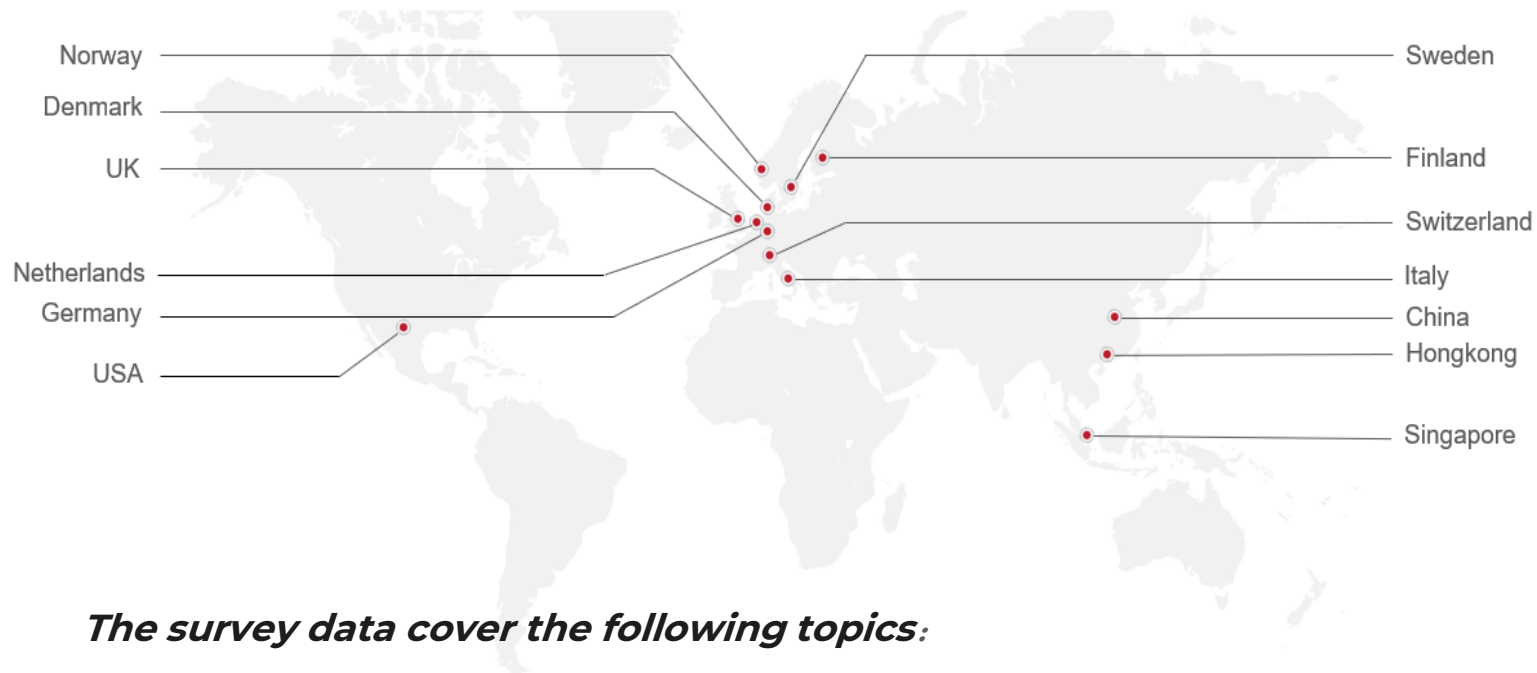 Norway
Denmark
UK
Netherlands
Germany
USA
Sweden
Finland
Switzerland
Italy
China
Hongkong
Singapore
The survey data cover the following topics: